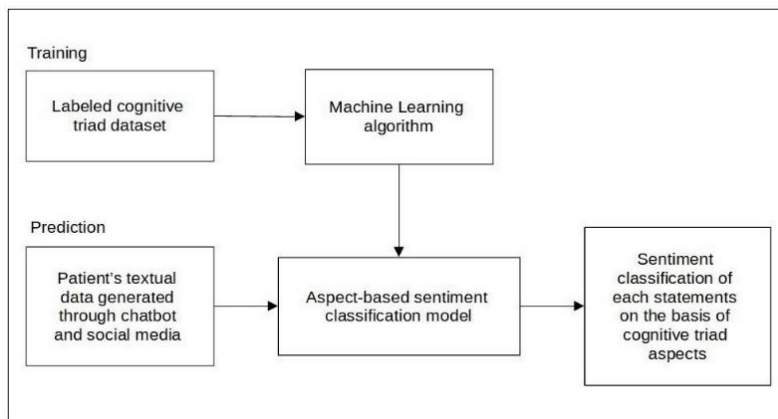 Training
Labeled cognitive
triad dataset
Machine Learning
algorithm
Prediction
Patient's textual
data generated
through chatbot
and social media
Aspect-based sentiment
classification model
Sentiment
classification of
each statements
on the basis of
cognitive triad
aspects